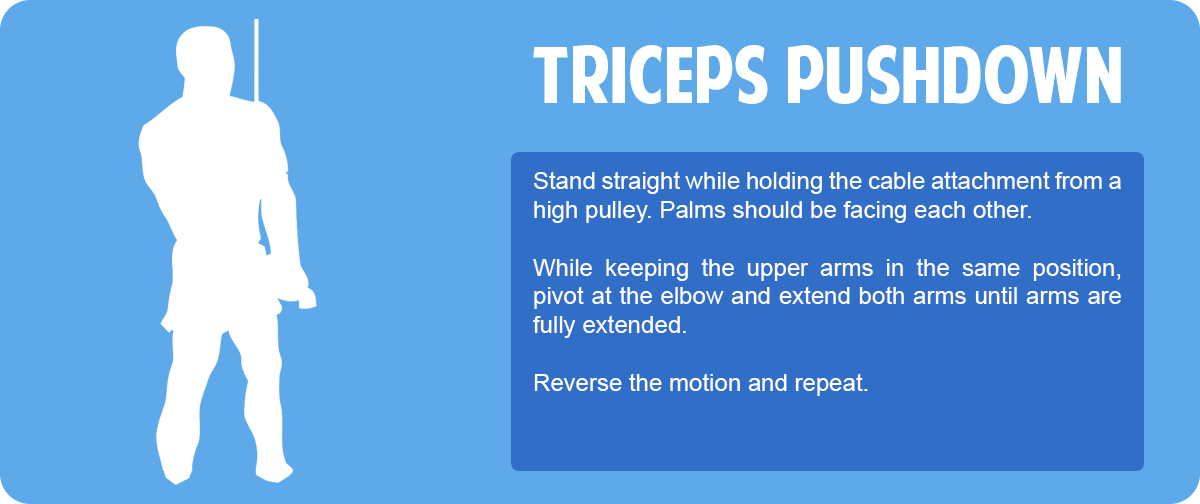 TRICEPS PUSHDOWN
Stand straight while holding the cable attachment from a
high pulley. Palms should be facing each other.
While keeping the upper arms in the same position,
pivot at the elbow and extend both arms until arms are
fully extended.
Reverse the motion and repeat.